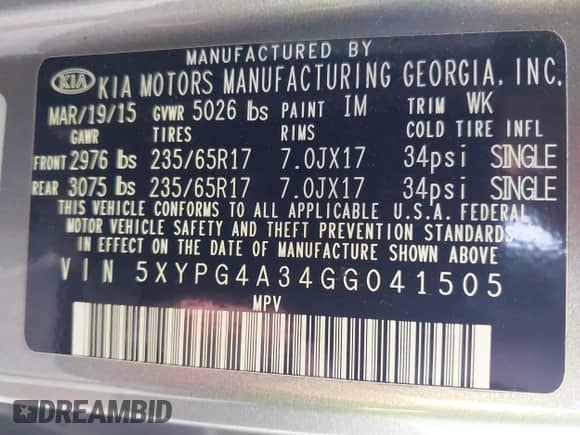 MANUFACTURED BY
KIA KIA MOTORS MANUFACTURING GEORGIA, INC.
MAR/19/15 GVWR 5026 lbs PAINT IM TRIM WK
GAWR TIRES RIMS COLD TIRE INFL
FRONT 2976 lbs 235/65R17 7.0JX17 34psi SINGLE
REAR 3075 lbs 235/65R17 7.0JX17 34psi SINGLE
THIS VEHICLE CONFORMS TO ALL APPLICABLE U.S.A. FEDERAL
MOTOR VEHICLE SAFETY AND THEFT PREVENTION STANDARDS
IN EFFECT ON THE DATE OF MANUFACTURE SHOWN ABOVE
VIN 5XYPG4A34GG041505
MPV
DREAMBID